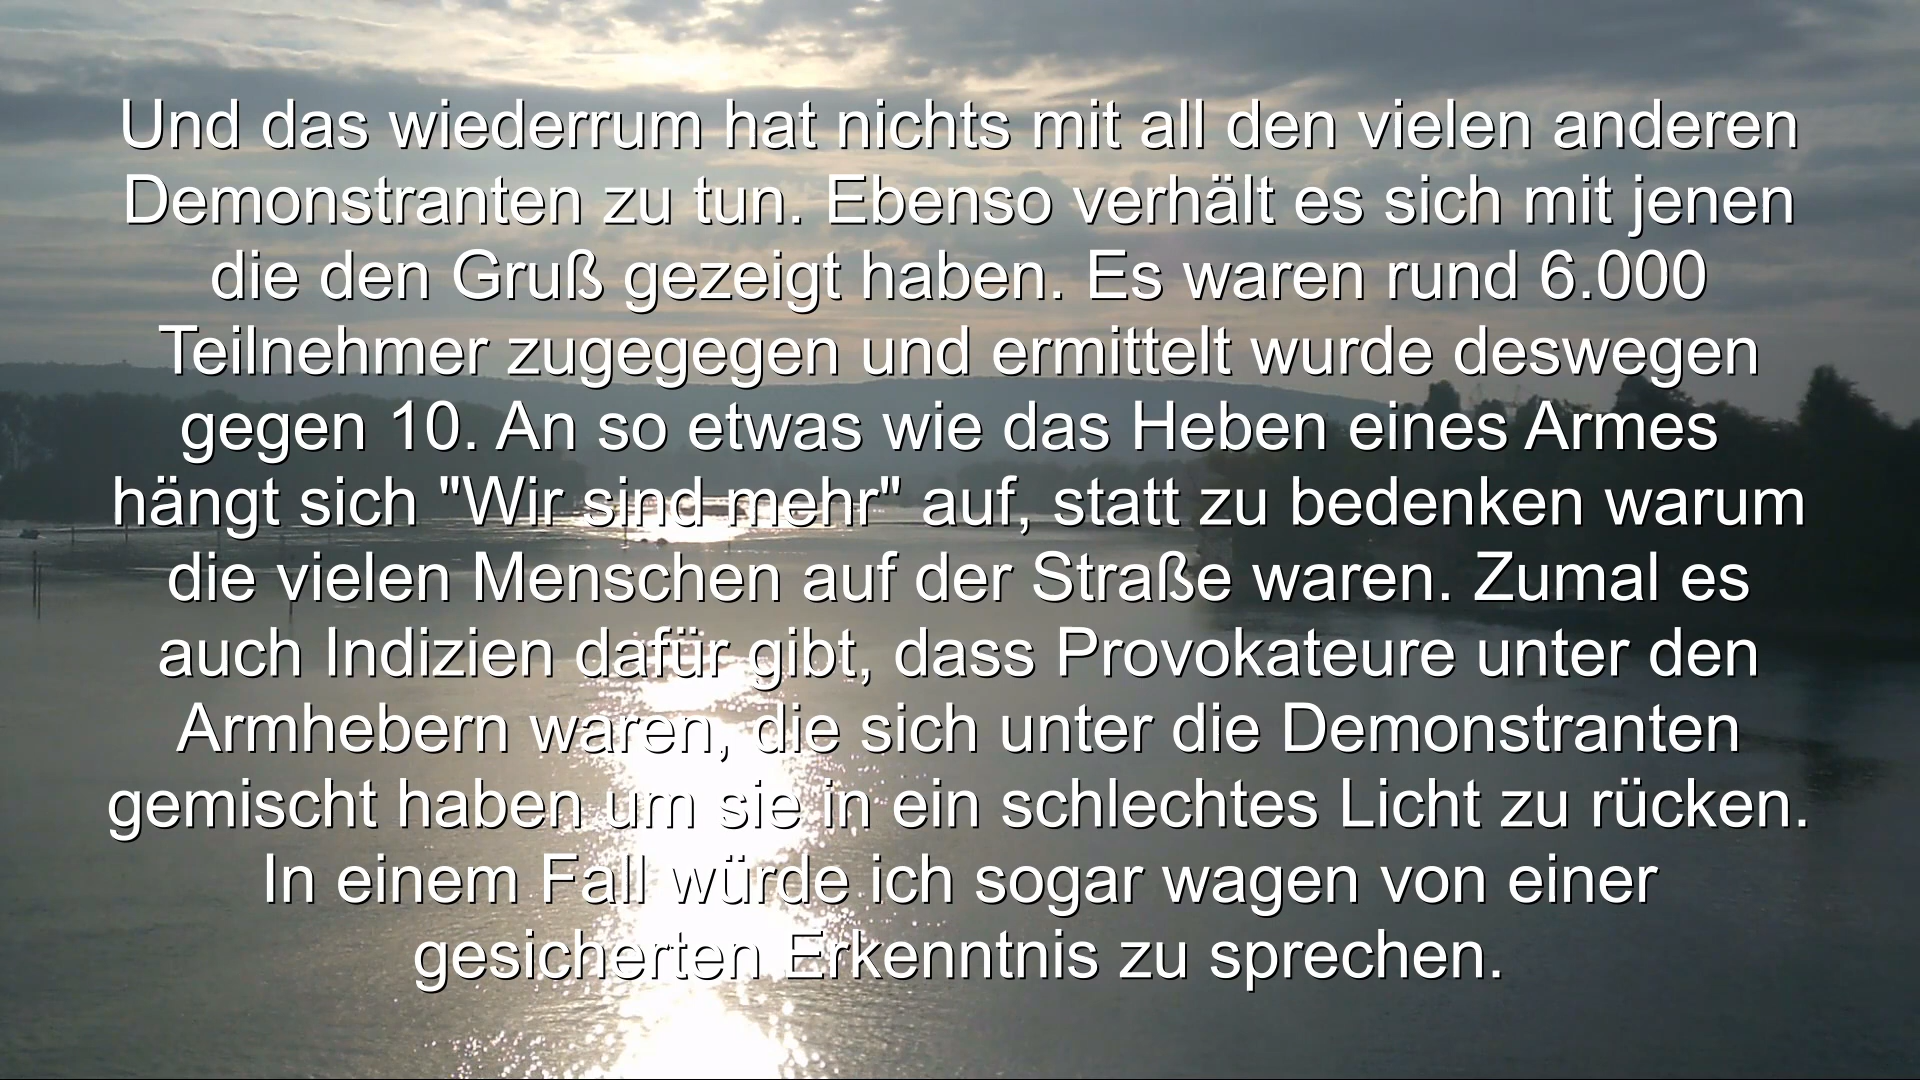 Und das wiederrum hat nichts mit all den vielen anderen
Demonstranten zu tun. Ebenso verhält es sich mit jenen
die den Gruß gezeigt haben. Es waren rund 6.000
Teilnehmer zugegegen und ermittelt wurde deswegen
gegen 10. An so etwas wie das Heben eines Armes
hängt sich "Wir sind mehr" auf, statt zu bedenken warum
die vielen Menschen auf der Straße waren. Zumal es
auch Indizien dafür gibt, dass Provokateure unter den
Armhebern waren, die sich unter die Demonstranten
gemischt haben um sie in ein schlechtes Licht zu rücken.
In einem Fall würde ich sogar wagen von einer
gesicherten Erkenntnis zu sprechen.